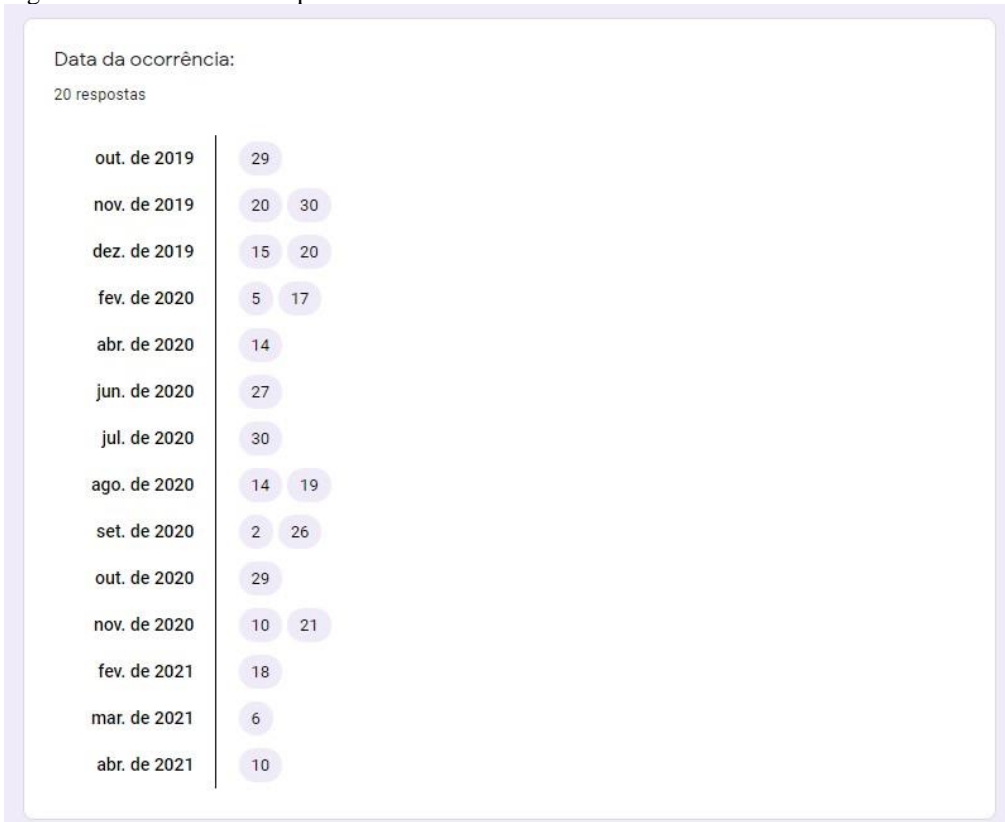 Data da ocorrência:
20 respostas
out. de 2019 29
nov. de 2019 20 30
dez. de 2019 15 20
fev. de 2020 5 17
abr. de 2020 14
jun. de 2020 27
jul. de 2020 30
ago. de 2020 14 19
set. de 2020 2 26
out. de 2020 29
nov. de 2020 10 21
fev. de 2021 18
mar. de 2021 6
abr. de 2021 10